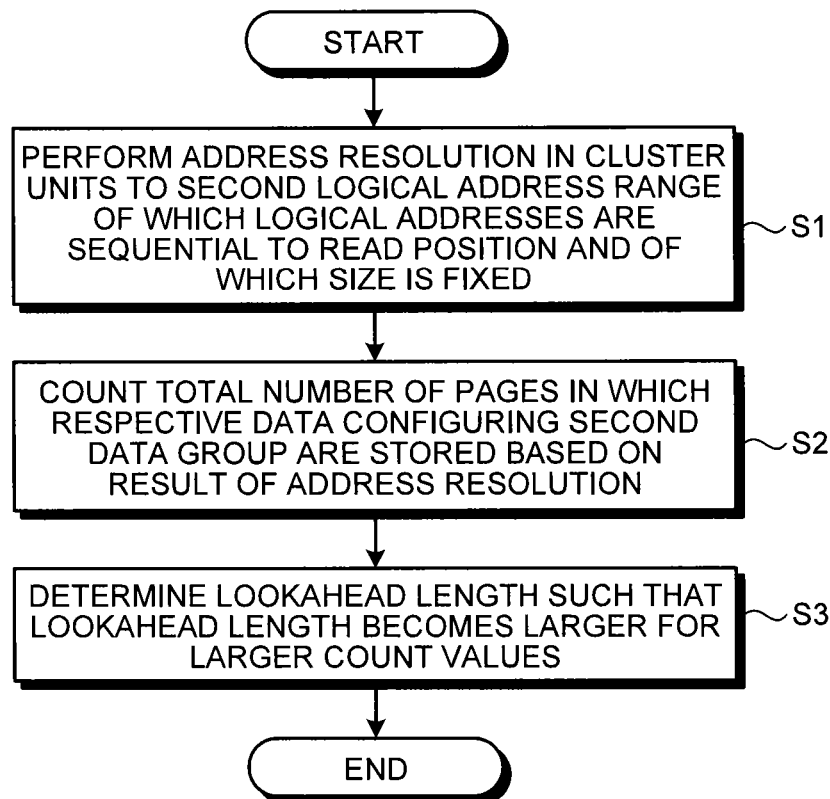 START
PERFORM ADDRESS RESOLUTION IN CLUSTER
UNITS TO SECOND LOGICAL ADDRESS RANGE
OF WHICH LOGICAL ADDRESSES ARE
SEQUENTIAL TO READ POSITION AND OF
WHICH SIZE IS FIXED
S1
COUNT TOTAL NUMBER OF PAGES IN WHICH
RESPECTIVE DATA CONFIGURING SECOND
DATA GROUP ARE STORED BASED ON
RESULT OF ADDRESS RESOLUTION
S2
DETERMINE LOOKAHEAD LENGTH SUCH THAT
LOOKAHEAD LENGTH BECOMES LARGER FOR
LARGER COUNT VALUES
S3
END